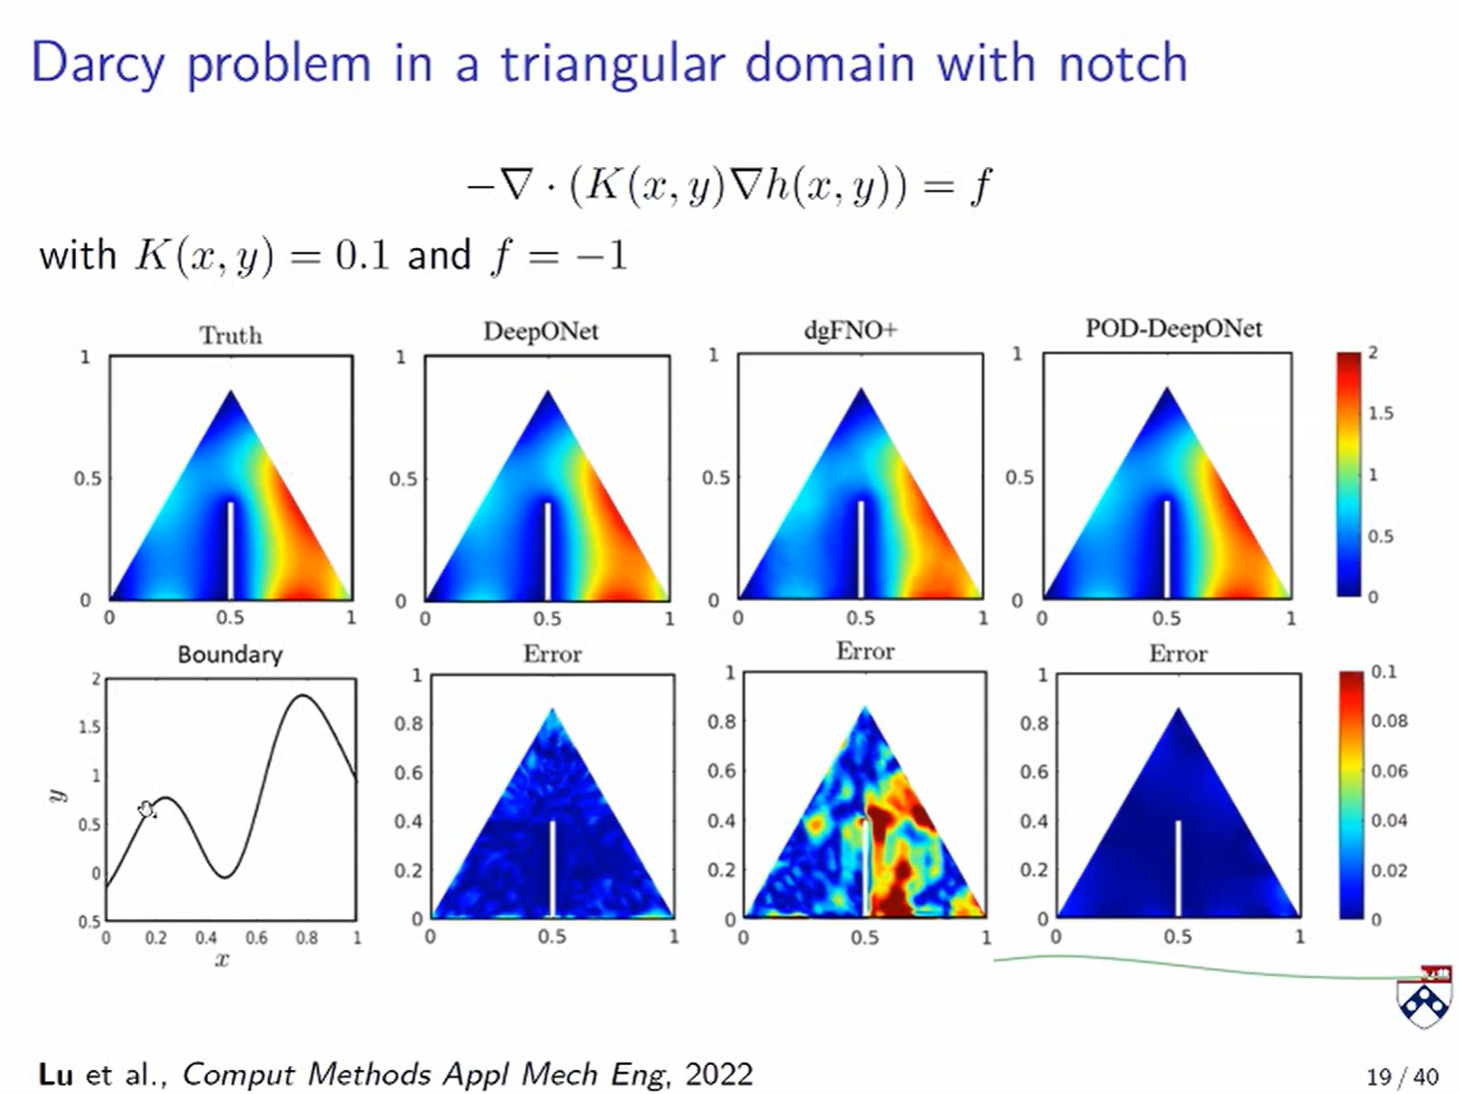 Darcy problem in a triangular domain with notch
−∇ · (K(x, y)∇h(x, y)) = f
with K(x, y) = 0.1 and f = −1
Truth DeepONet dgFNO+ POD-DeepONet
1 1 1 1 2
1.5
0.5 0.5 0.5 0.5 1
0.5
0 0 0 0 0
0 0.5 1 0 0.5 1 0 0.5 1 0 0.5 1
Boundary Error Error Error
2 1 1 1 0.1
1.5 0.8 0.8 0.8 0.08
1 0.6 0.6 0.6 0.06
y
0.5 0.4 0.4 0.4 0.04
0 0.2 0.2 0.2 0.02
0.5 0 0 0 0
0 0.2 0.4 0.6 0.8 1 0 0.5 1 0 0.5 1 0 0.5 1
x
Lu et al., Comput Methods Appl Mech Eng, 2022
19 / 40